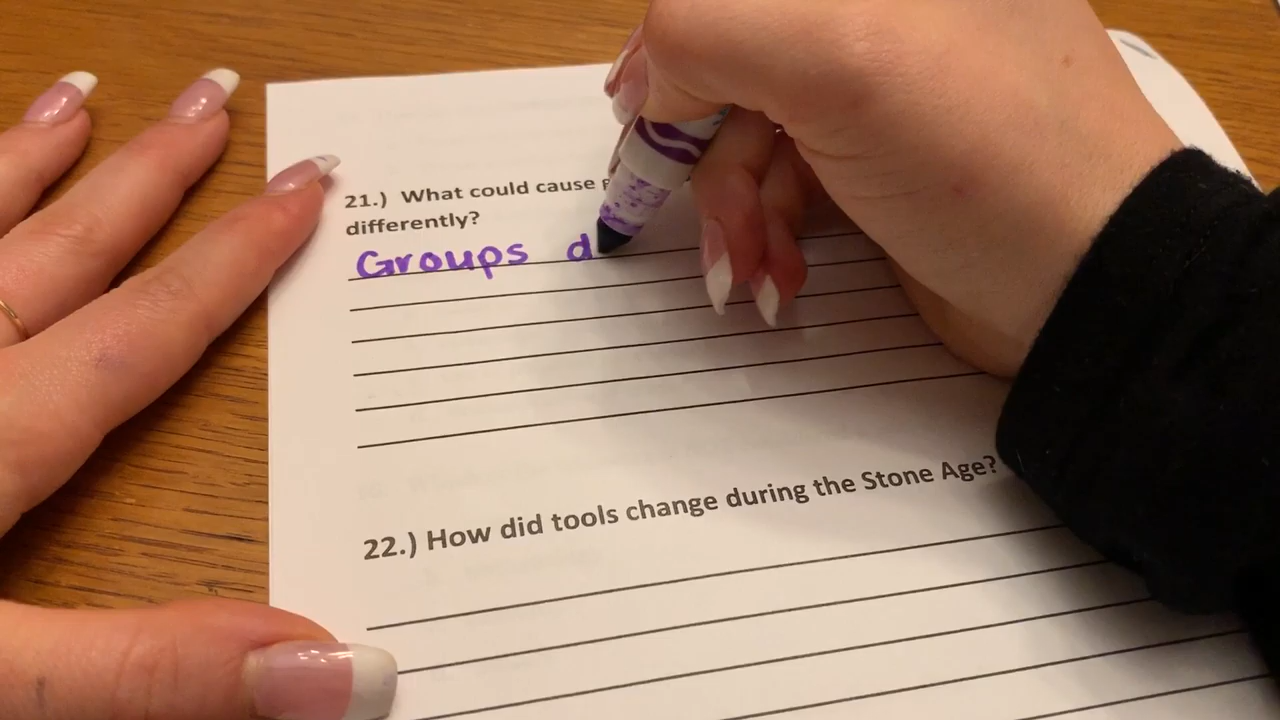 21.) What could cause
differently?
Groups d
22.) How did tools change during the Stone Age?